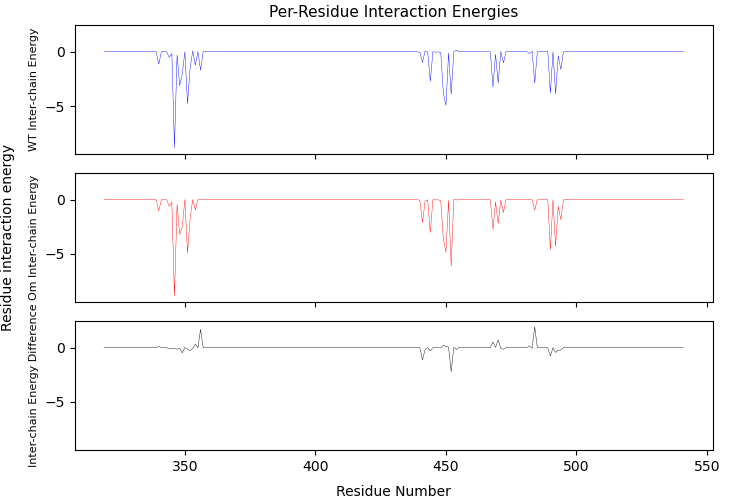 Per-Residue Interaction Energies
Residue interaction energy
WT Inter-chain Energy
0
−5
Om Inter-chain Energy
0
−5
Inter-chain Energy Difference
0
−5
350
400
450
500
550
Residue Number